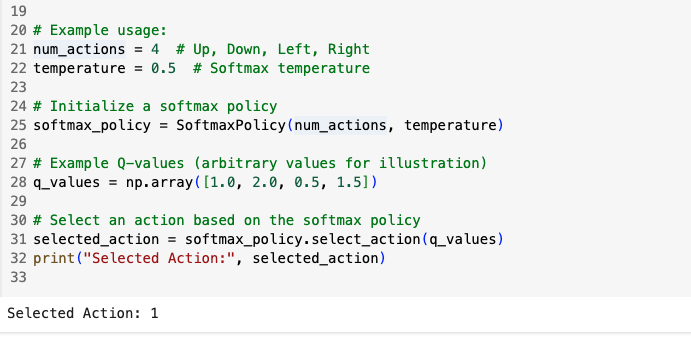 19
20 # Example usage:
21 num_actions = 4  # Up, Down, Left, Right
22 temperature = 0.5  # Softmax temperature
23
24 # Initialize a softmax policy
25 softmax_policy = SoftmaxPolicy(num_actions, temperature)
26
27 # Example Q-values (arbitrary values for illustration)
28 q_values = np.array([1.0, 2.0, 0.5, 1.5])
29
30 # Select an action based on the softmax policy
31 selected_action = softmax_policy.select_action(q_values)
32 print("Selected Action:", selected_action)
33
Selected Action: 1